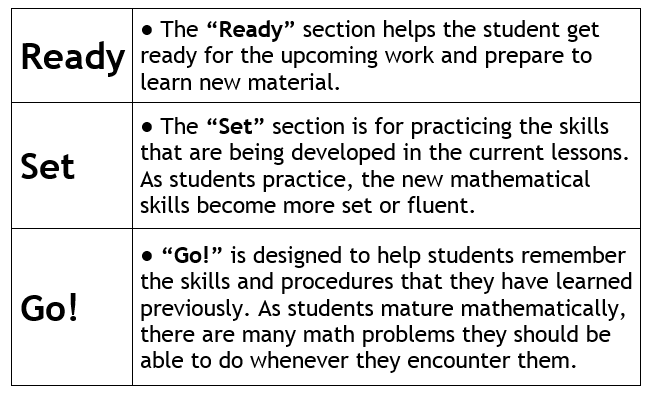 Ready
● The “Ready” section helps the student get
ready for the upcoming work and prepare to
learn new material.
Set
● The “Set” section is for practicing the skills
that are being developed in the current lessons.
As students practice, the new mathematical
skills become more set or fluent.
Go!
● “Go!” is designed to help students remember
the skills and procedures that they have learned
previously. As students mature mathematically,
there are many math problems they should be
able to do whenever they encounter them.